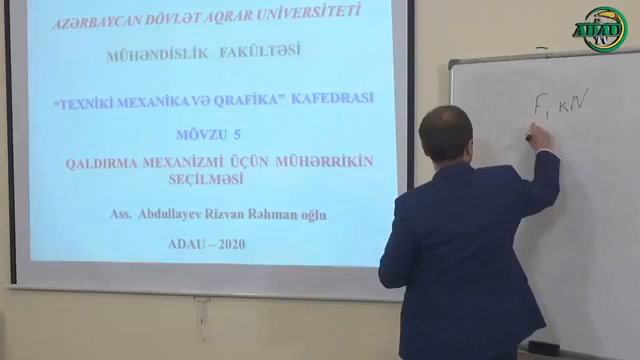 AZƏRBAYCAN DÖVLƏT AQRAR UNİVERSİTETİ
MÜHƏNDİSLİK FAKÜLTƏSİ
“TEXNİKİ MEXANİKA VƏ QRAFİKA” KAFEDRASI
MÖVZU 5
QALDIRMA MEXANİZMİ ÜÇÜN MÜHƏRRİKİN
SEÇİLMƏSİ
Ass. Abdullayev Rizvan Rəhman oğlu
ADAU – 2020
F, kN
ADAU